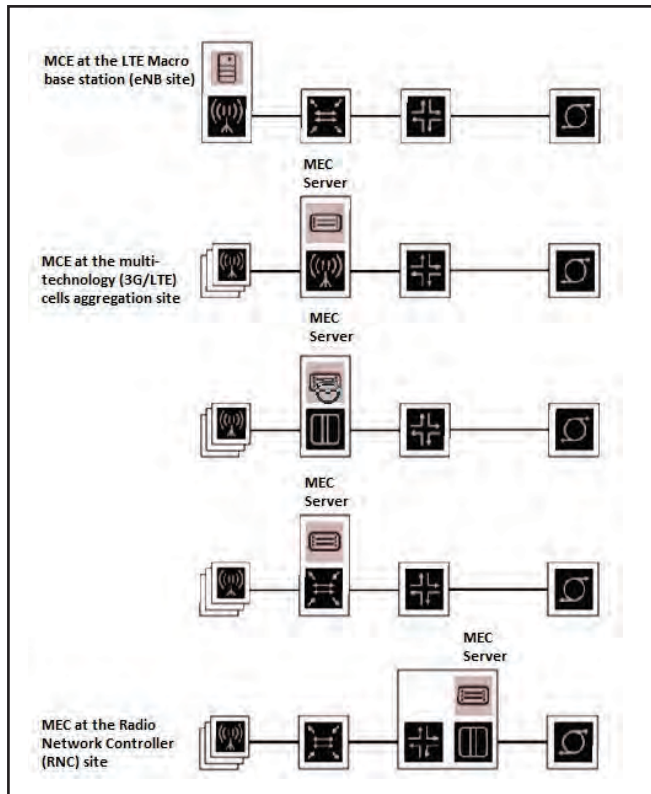 MCE at the LTE Macro
base station (eNB site)
MEC
Server
MCE at the multi-
technology (3G/LTE)
cells aggregation site
MEC
Server
MEC
Server
MEC
Server
MEC at the Radio
Network Controller
(RNC) site